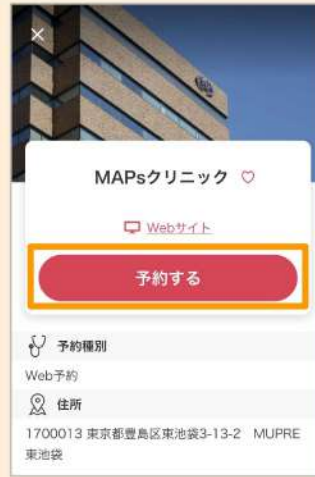 MAPsクリニック
Webサイト
予約する
予約種別
Web予約
住所
1700013 東京都豊島区東池袋3-13-2　MUPRE
東池袋